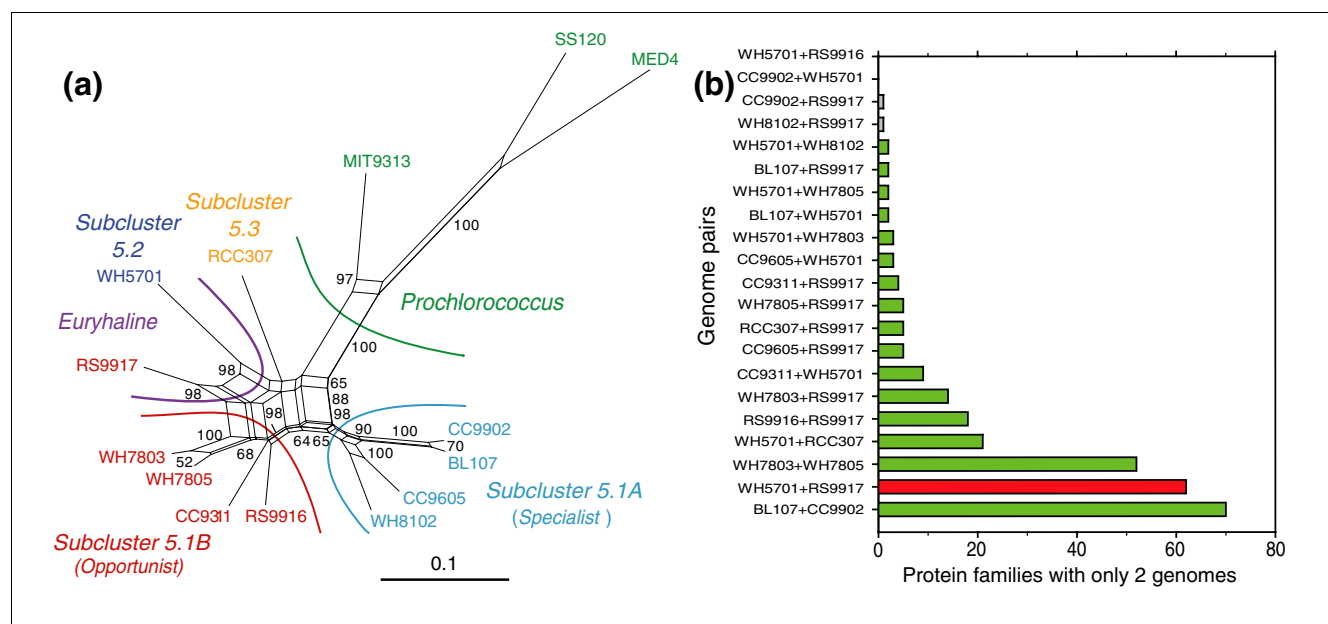 (a)
SS120
MED4
MIT9313
Subcluster
5.3
RCC307
Subcluster
5.2
WH5701
100
97
Prochlorococcus
Euryhaline
100
RS9917
98
98
65
88
98
98
CC9902
90
100
70
BL107
100
64
65
68
100
WH7803
52
WH7805
CC9605
Subcluster 5.1A
(Specialist )
CC9311
RS9916
WH8102
Subcluster 5.1B
(Opportunist)
0.1
(b)
Genome pairs
WH5701+RS9916
CC9902+WH5701
CC9902+RS9917
WH8102+RS9917
WH5701+WH8102
BL107+RS9917
WH5701+WH7805
BL107+WH5701
WH5701+WH7803
CC9605+WH5701
CC9311+RS9917
WH7805+RS9917
RCC307+RS9917
CC9605+RS9917
CC9311+WH5701
WH7803+RS9917
RS9916+RS9917
WH5701+RCC307
WH7803+WH7805
WH5701+RS9917
BL107+CC9902
0 20 40 60 80
Protein families with only 2 genomes